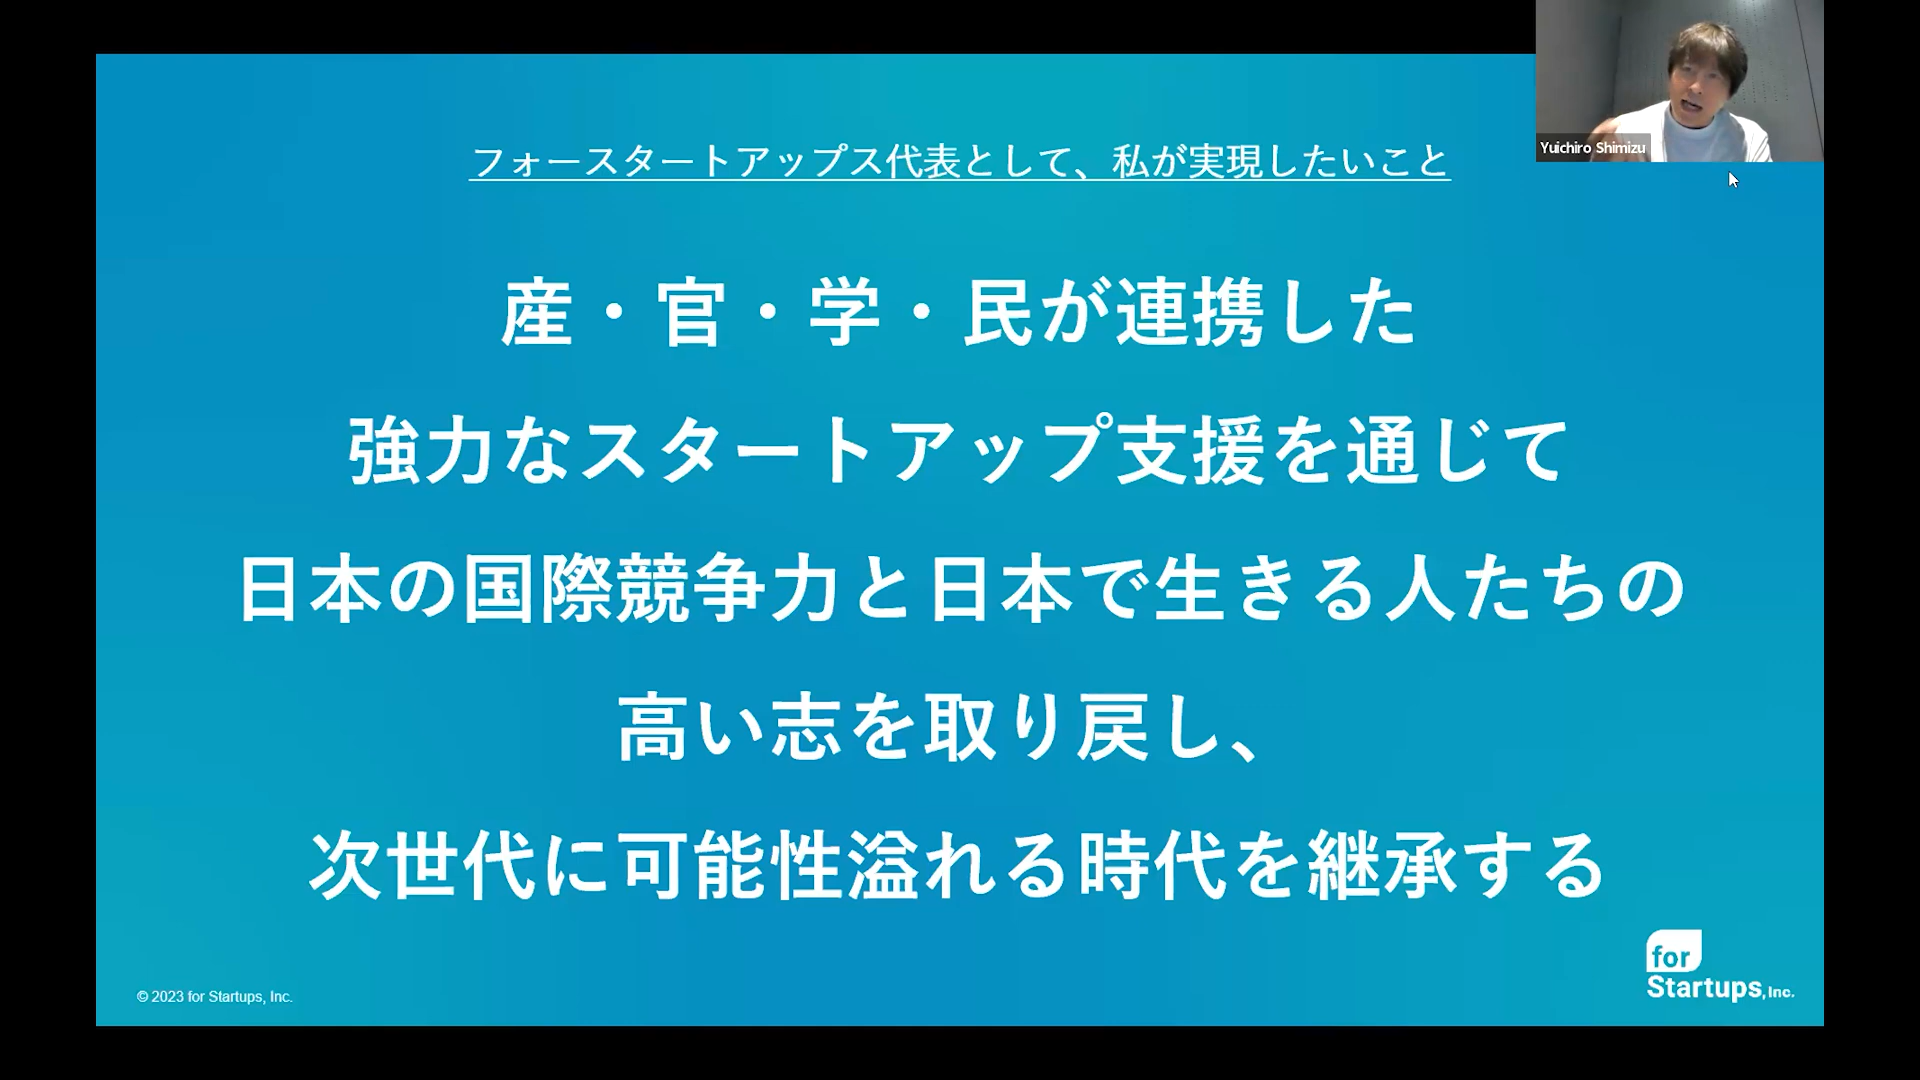 Yuichiro Shimizu
フォースタートアップス代表として、私が実現したいこと
産・官・学・民が連携した
強力なスタートアップ支援を通じて
日本の国際競争力と日本で生きる人たちの
高い志を取り戻し、
次世代に可能性溢れる時代を継承する
for
Startups, Inc.
© 2023 for Startups, Inc.